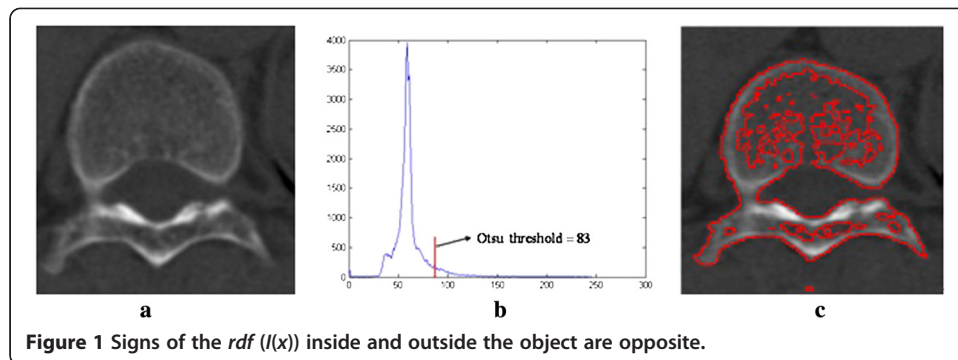 4000
3500
3000
2500
2000
1500
1000
500
0
0 50 100 150 200 250 300
Otsu threshold = 83
a b c
Figure 1 Signs of the rdf (I(x)) inside and outside the object are opposite.